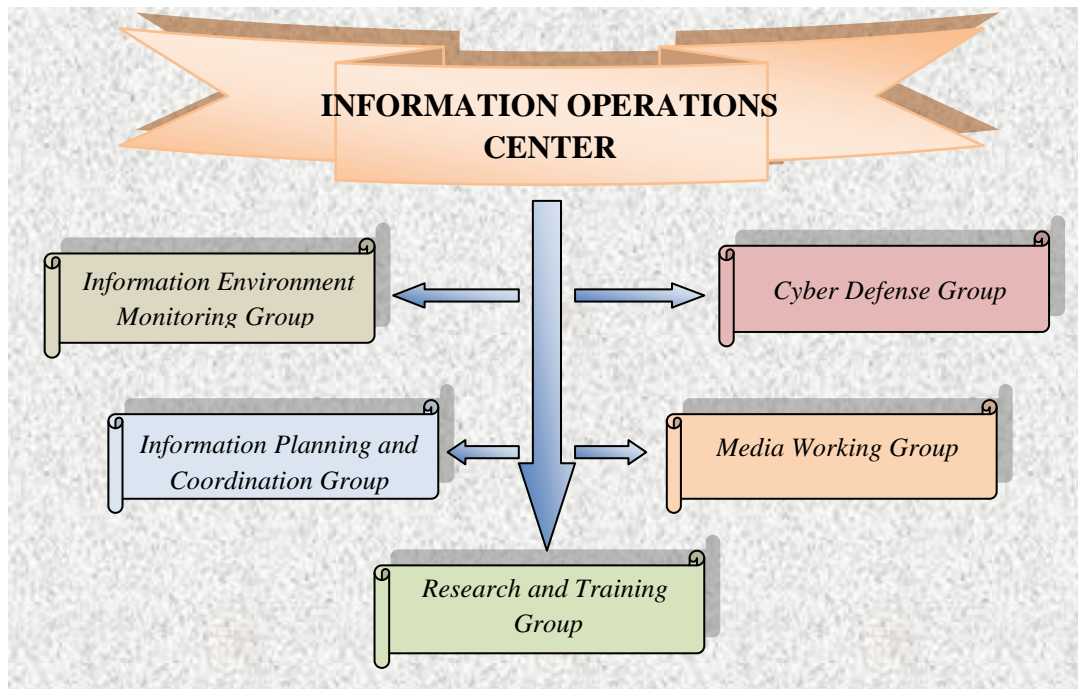 INFORMATION OPERATIONS
CENTER
Information Environment
Monitoring Group
Cyber Defense Group
Information Planning and
Coordination Group
Media Working Group
Research and Training
Group